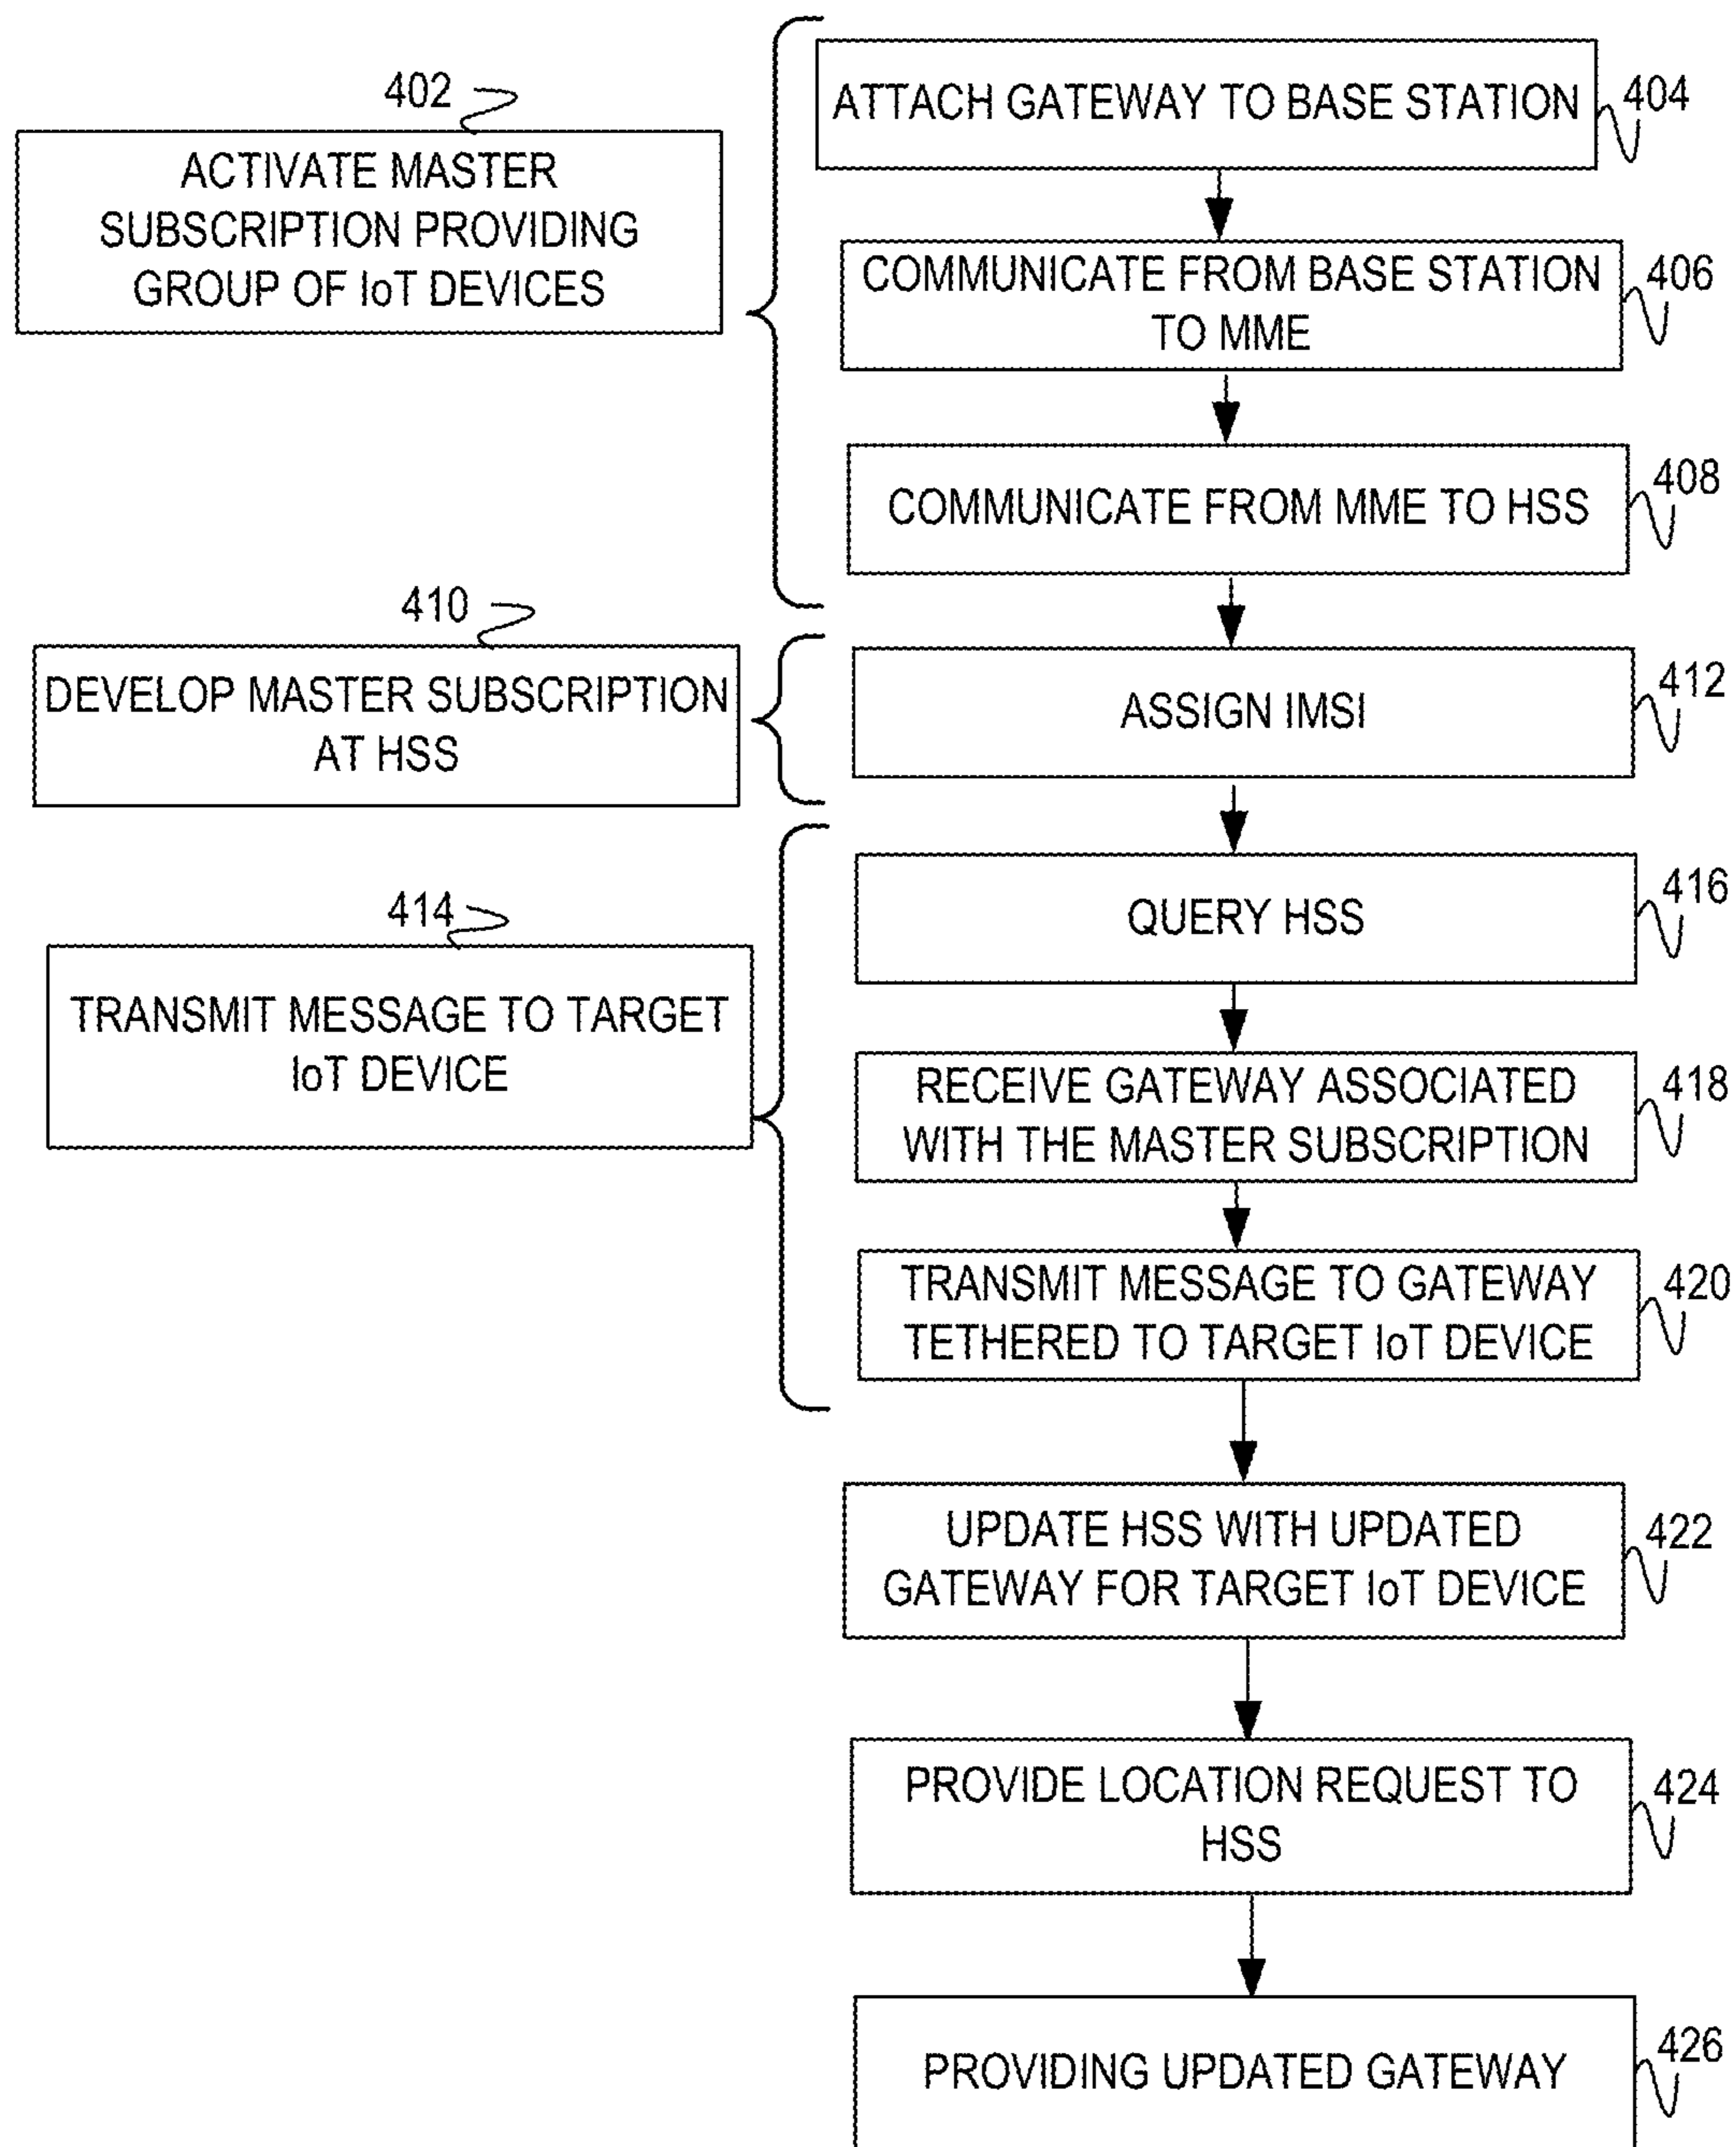 402
ACTIVATE MASTER
SUBSCRIPTION PROVIDING
GROUP OF IoT DEVICES
ATTACH GATEWAY TO BASE STATION
404
COMMUNICATE FROM BASE STATION
TO MME
406
COMMUNICATE FROM MME TO HSS
408
410
DEVELOP MASTER SUBSCRIPTION
AT HSS
ASSIGN IMSI
412
414
TRANSMIT MESSAGE TO TARGET
IoT DEVICE
QUERY HSS
416
RECEIVE GATEWAY ASSOCIATED
WITH THE MASTER SUBSCRIPTION
418
TRANSMIT MESSAGE TO GATEWAY
TETHERED TO TARGET IoT DEVICE
420
UPDATE HSS WITH UPDATED
GATEWAY FOR TARGET IoT DEVICE
422
PROVIDE LOCATION REQUEST TO
HSS
424
PROVIDING UPDATED GATEWAY
426